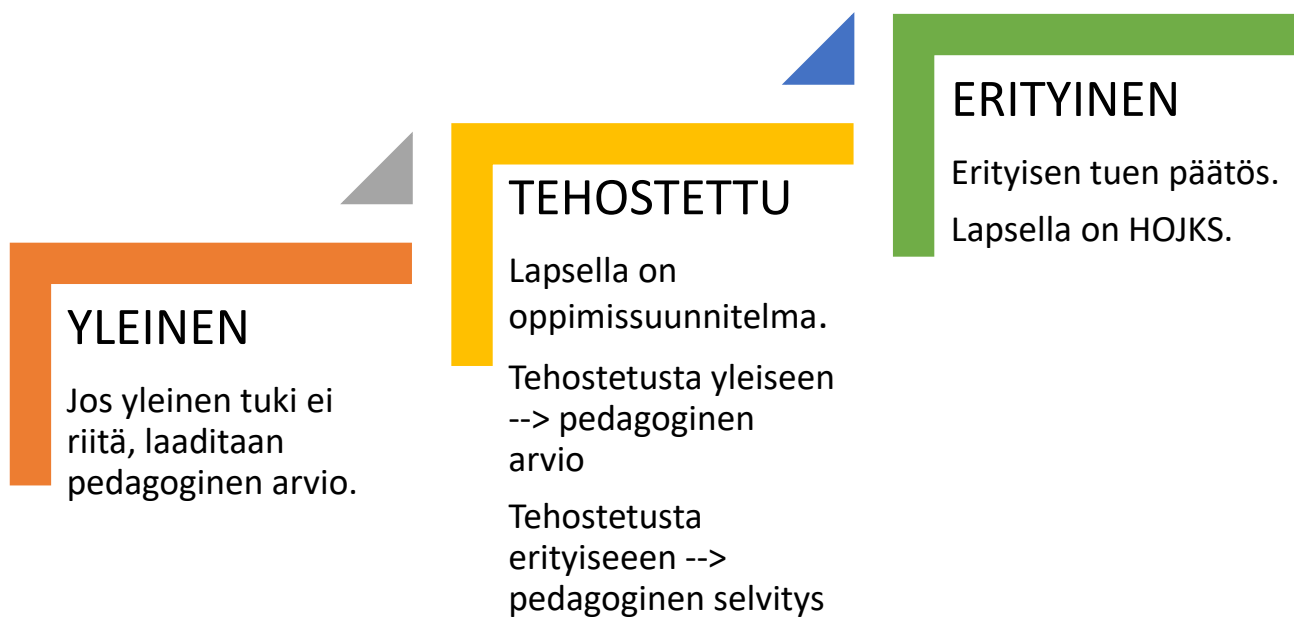 YLEINEN
Jos yleinen tuki ei
riitä, laaditaan
pedagoginen arvio.
TEHOSTETTU
Lapsella on
oppimissuunnitelma.
Tehostetusta yleiseen
--> pedagoginen
arvio
Tehostetusta
erityiseeen -->
pedagoginen selvitys
ERITYINEN
Erityisen tuen päätös.
Lapsella on HOJKS.